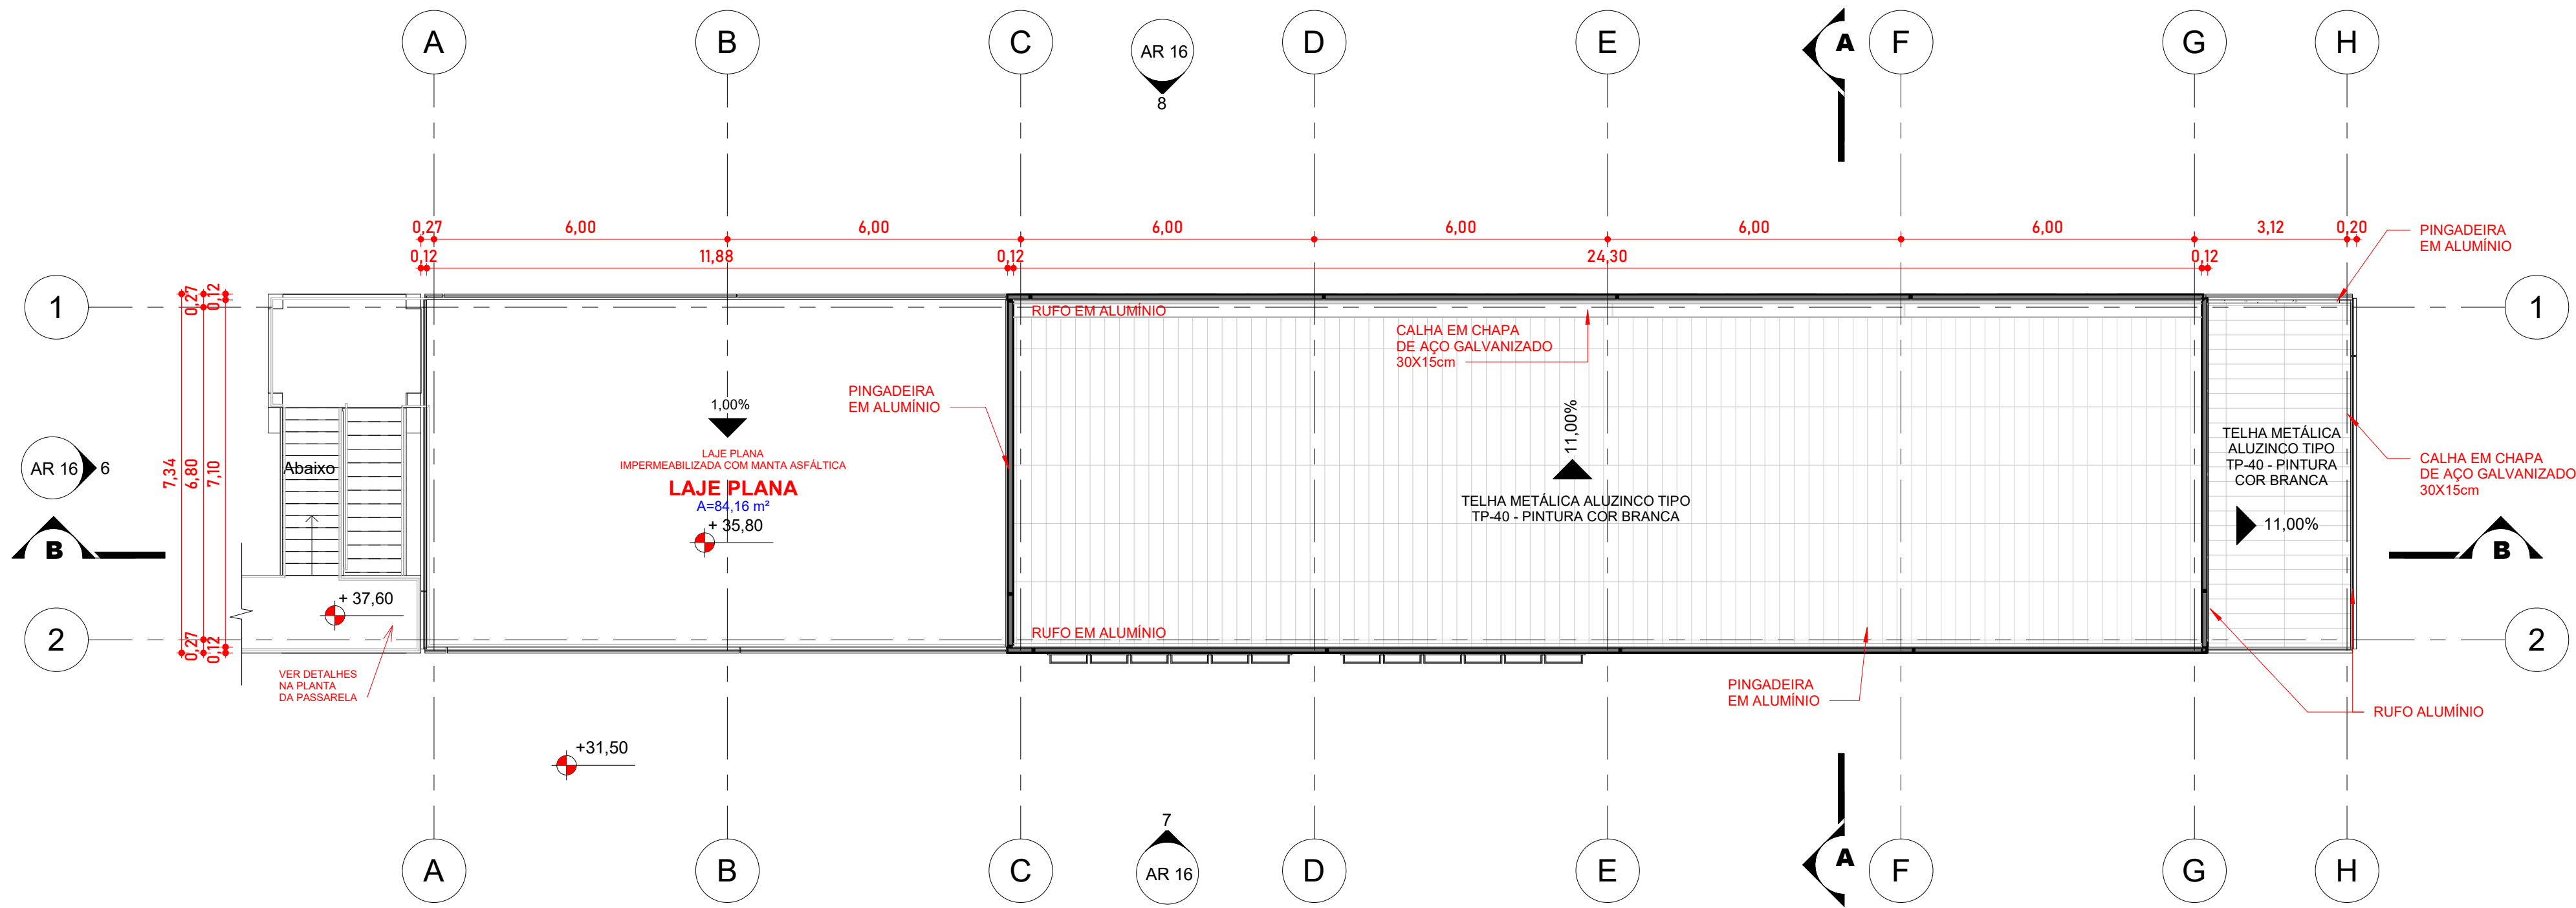 A B C D E F G H
AR 16
8
A
0,27 6,00 6,00 6,00 6,00 6,00 6,00 3,12 0,20
0,12 11,88 0,12 24,30 0,12
PINGADEIRA
EM ALUMÍNIO
1
1
0,27
0,12
RUFO EM ALUMÍNIO
CALHA EM CHAPA
DE AÇO GALVANIZADO
30X15cm
PINGADEIRA
EM ALUMÍNIO
1,00%
11,00%
AR 16
6
7,34
6,80
7,10
Abaixo
LAJE PLANA
IMPERMEABILIZADA COM MANTA ASFÁLTICA
LAJE PLANA
A=84,16 m²
+ 35,80
TELHA METÁLICA ALUZINCO TIPO
TP-40 - PINTURA COR BRANCA
TELHA METÁLICA
ALUZINCO TIPO
TP-40 - PINTURA
COR BRANCA
11,00%
CALHA EM CHAPA
DE AÇO GALVANIZADO
30X15cm
B
B
+ 37,60
2
2
0,27
0,12
RUFO EM ALUMÍNIO
VER DETALHES
NA PLANTA
DA PASSARELA
PINGADEIRA
EM ALUMÍNIO
RUFO ALUMÍNIO
+31,50
7
AR 16
A
A B C D E F G H